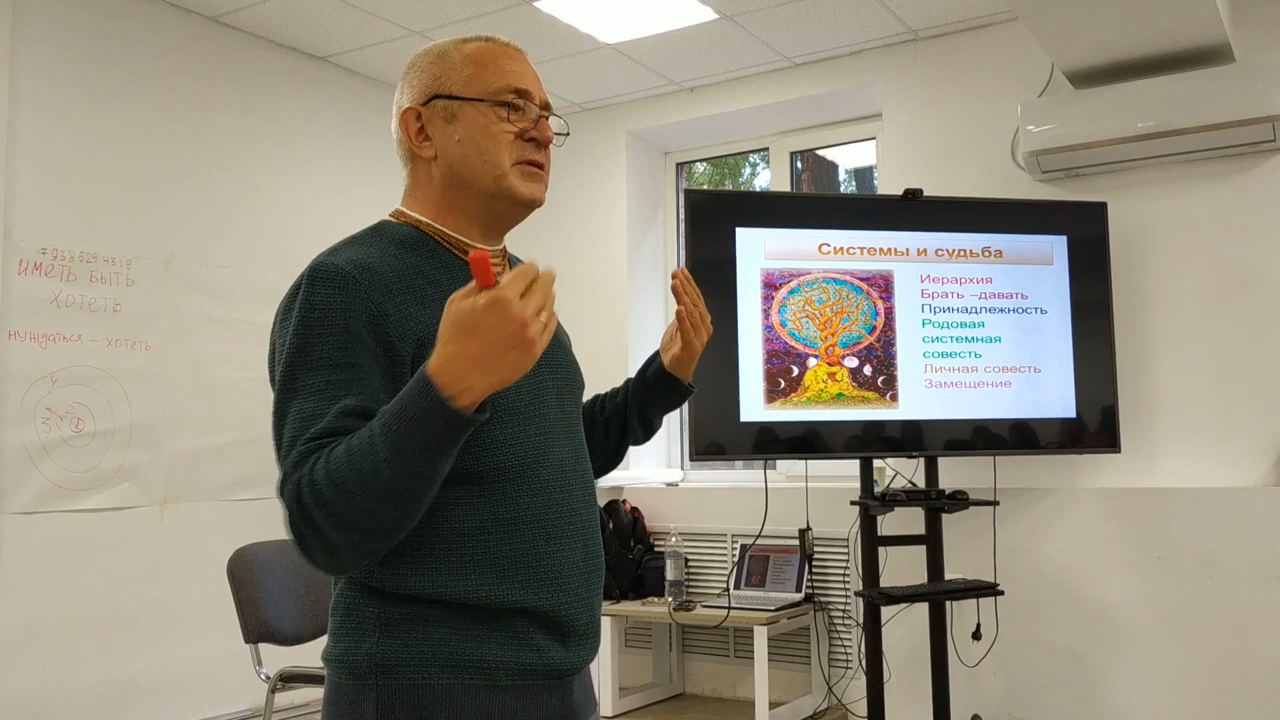 ИМЕТЬ БЫТЬ
ХОТЕТЬ
НУЖДАТЬСЯ – ХОТЕТЬ
Системы и судьба
Иерархия
Брать –давать
Принадлежность
Родовая
системная
совесть
Личная совесть
Замещение